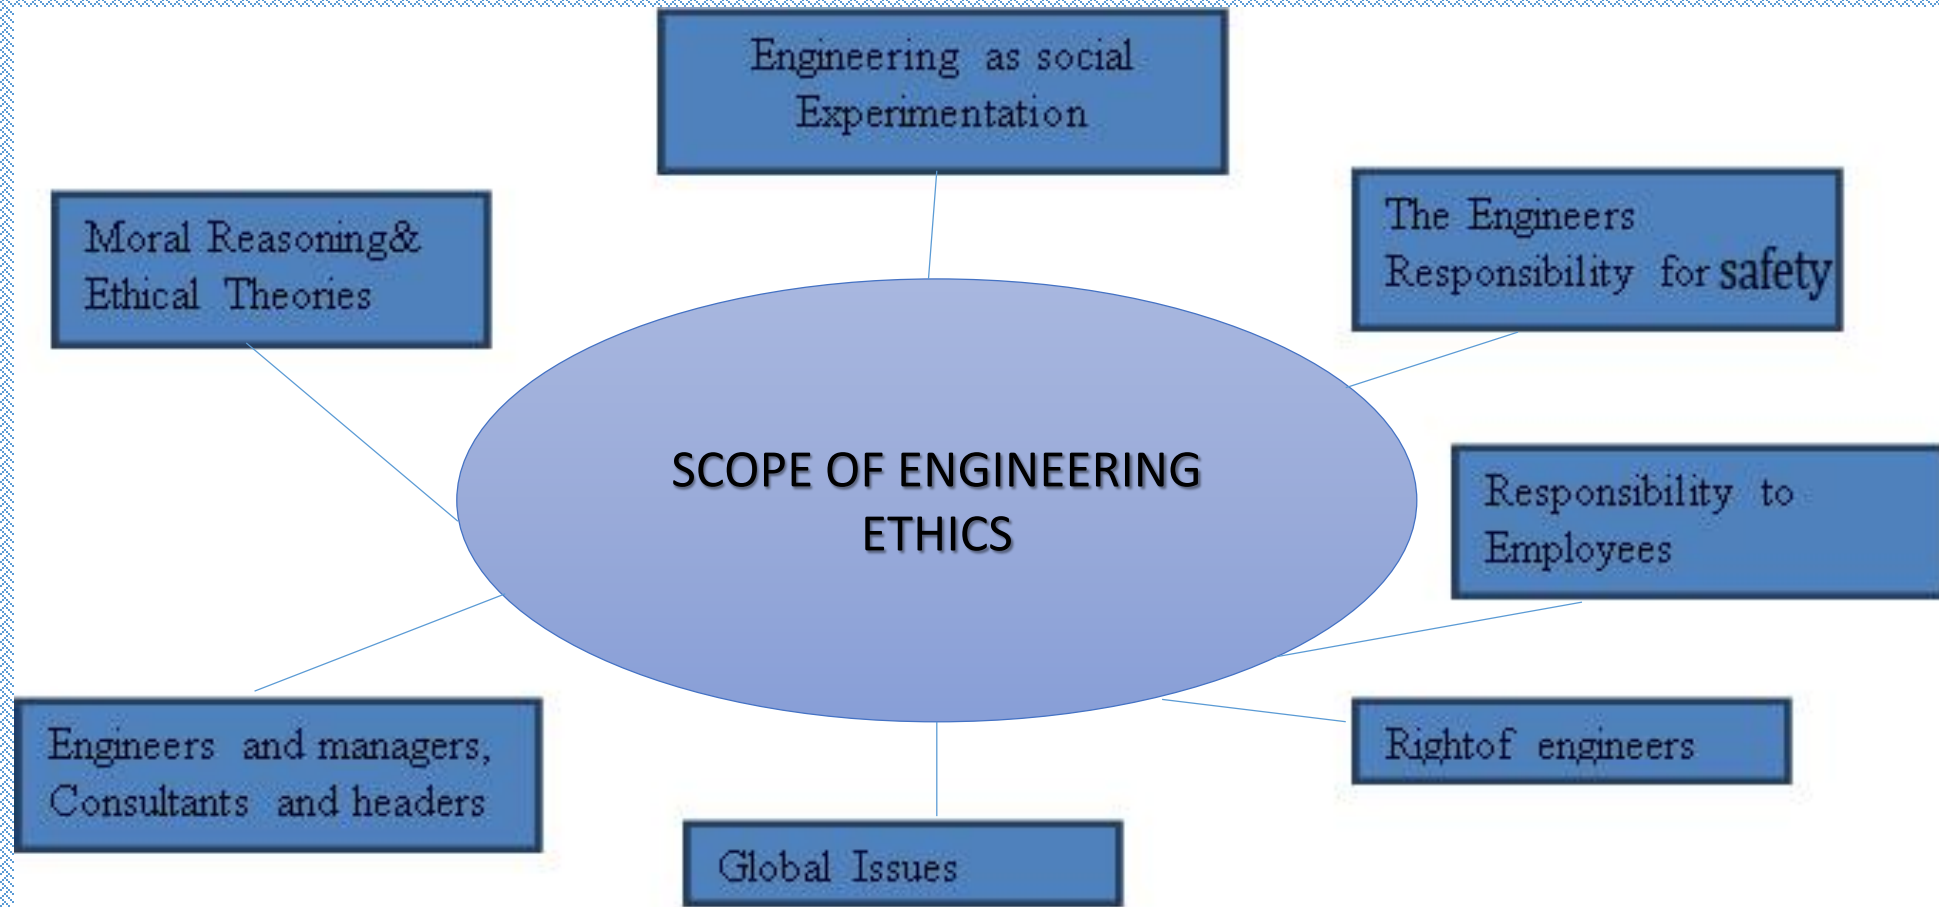 Engineering as social
Experimentation
Moral Reasoning&
Ethical Theories
The Engineers
Responsibility for safety
SCOPE OF ENGINEERING
ETHICS
Responsibility to
Employees
Engineers and managers,
Consultants and headers
Rightof engineers
Global Issues